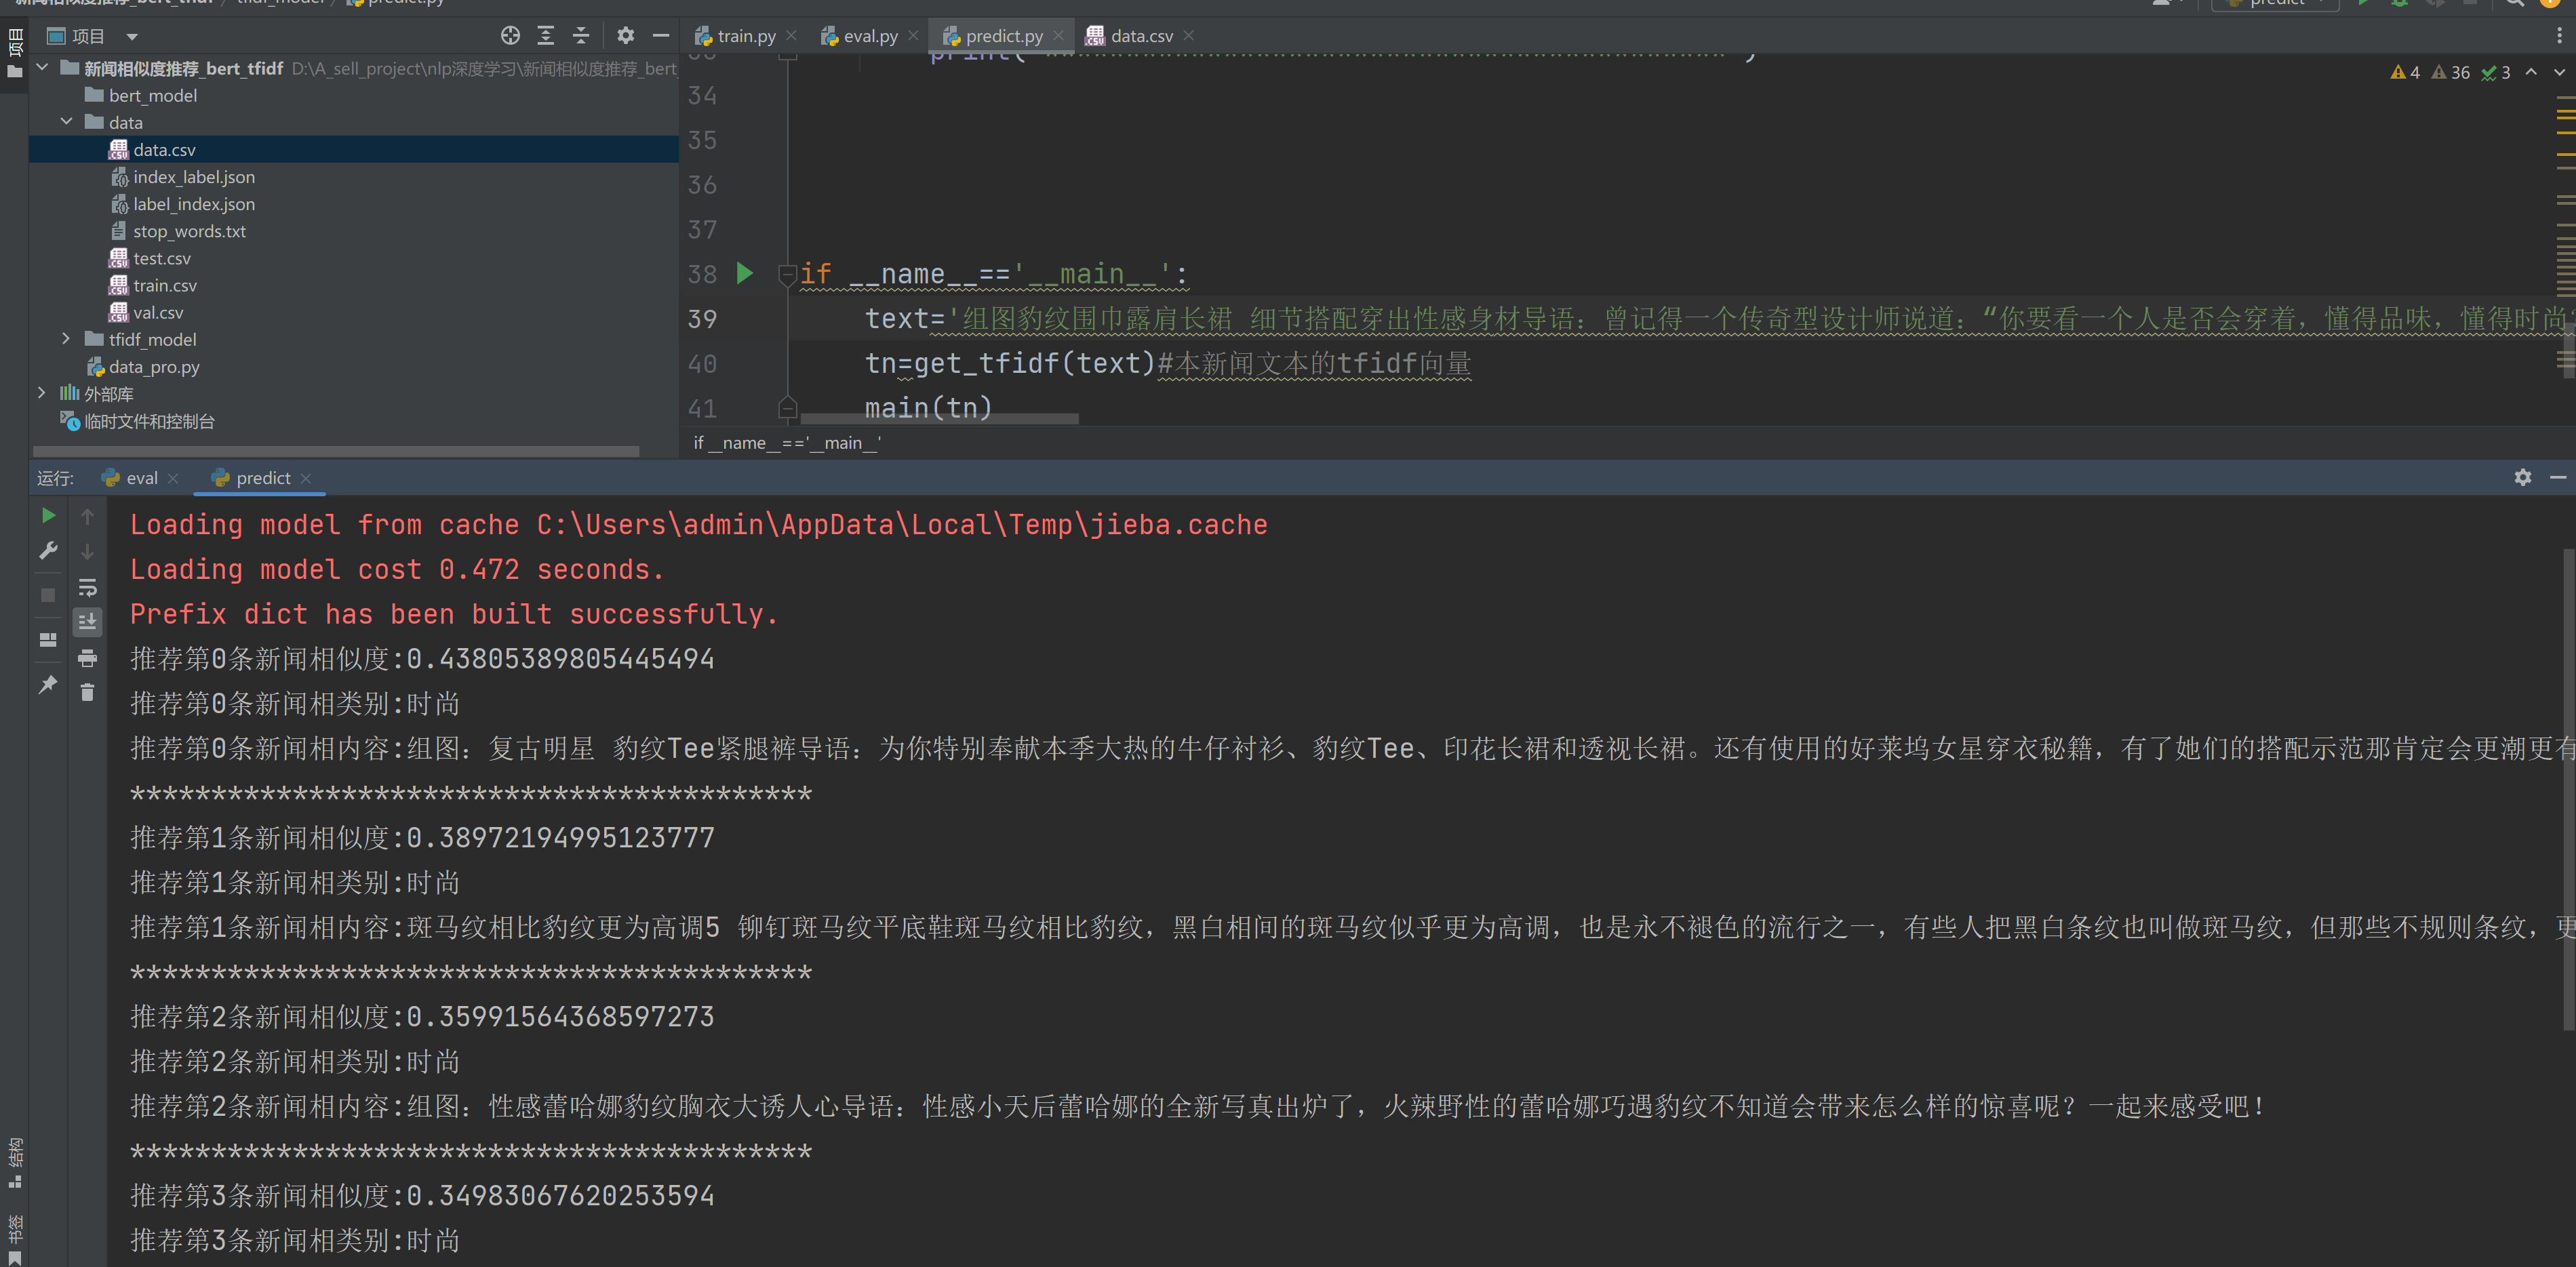 新闻相似度推荐_bert_tfidf / tfidf_model / predict.py
predict
项目
项目
train.py
eval.py
predict.py
data.csv
新闻相似度推荐_bert_tfidf D:\A_sell_project\nlp深度学习\新闻相似度推荐_bert_
bert_model
data
data.csv
index_label.json
label_index.json
stop_words.txt
test.csv
train.csv
val.csv
tfidf_model
data_pro.py
外部库
临时文件和控制台
4 36 3
34
35
36
37
38 if __name__=='__main__':
39 text='组图豹纹围巾露肩长裙 细节搭配穿出性感身材导语：曾记得一个传奇型设计师说道：“你要看一个人是否会穿着，懂得品味，懂得时尚
40 tn=get_tfidf(text)#本新闻文本的tfidf向量
41 main(tn)
if __name__=='__main__'
运行: eval predict
Loading model from cache C:\Users\admin\AppData\Local\Temp\jieba.cache
Loading model cost 0.472 seconds.
Prefix dict has been built successfully.
推荐第0条新闻相似度:0.43805389805445494
推荐第0条新闻相类别:时尚
推荐第0条新闻相内容:组图：复古明星 豹纹Tee紧腿裤导语：为你特别奉献本季大热的牛仔衬衫、豹纹Tee、印花长裙和透视长裙。还有使用的好莱坞女星穿衣秘籍，有了她们的搭配示范那肯定会更潮更有
******************************************
推荐第1条新闻相似度:0.38972194995123777
推荐第1条新闻相类别:时尚
推荐第1条新闻相内容:斑马纹相比豹纹更为高调5 铆钉斑马纹平底鞋斑马纹相比豹纹，黑白相间的斑马纹似乎更为高调，也是永不褪色的流行之一，有些人把黑白条纹也叫做斑马纹，但那些不规则条纹，更
******************************************
推荐第2条新闻相似度:0.35991564368597273
推荐第2条新闻相类别:时尚
推荐第2条新闻相内容:组图：性感蕾哈娜豹纹胸衣大诱人心导语：性感小天后蕾哈娜的全新写真出炉了，火辣野性的蕾哈娜巧遇豹纹不知道会带来怎么样的惊喜呢？一起来感受吧！
******************************************
推荐第3条新闻相似度:0.34983067620253594
推荐第3条新闻相类别:时尚
结构
书签